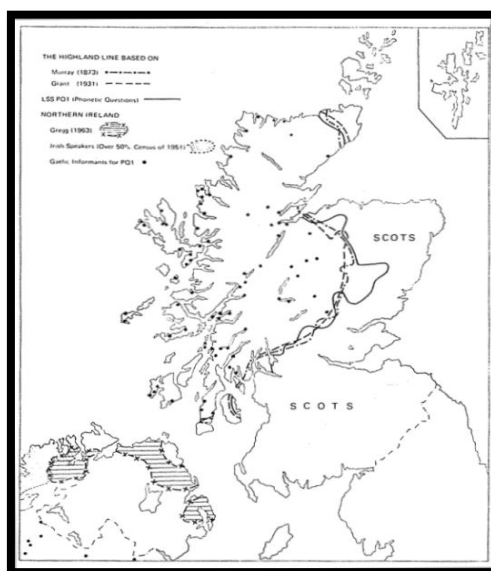 THE HIGHLAND LINE BASED ON
Murray (1873)
Grant (1931)
LSS PQ1 (Phonetic Questions)
NORTHERN IRELAND
Gregg (1963)
Irish Speakers (Over 50% Census of 1951)
Gaelic Informants for PQ1
SCOTS
SCOTS